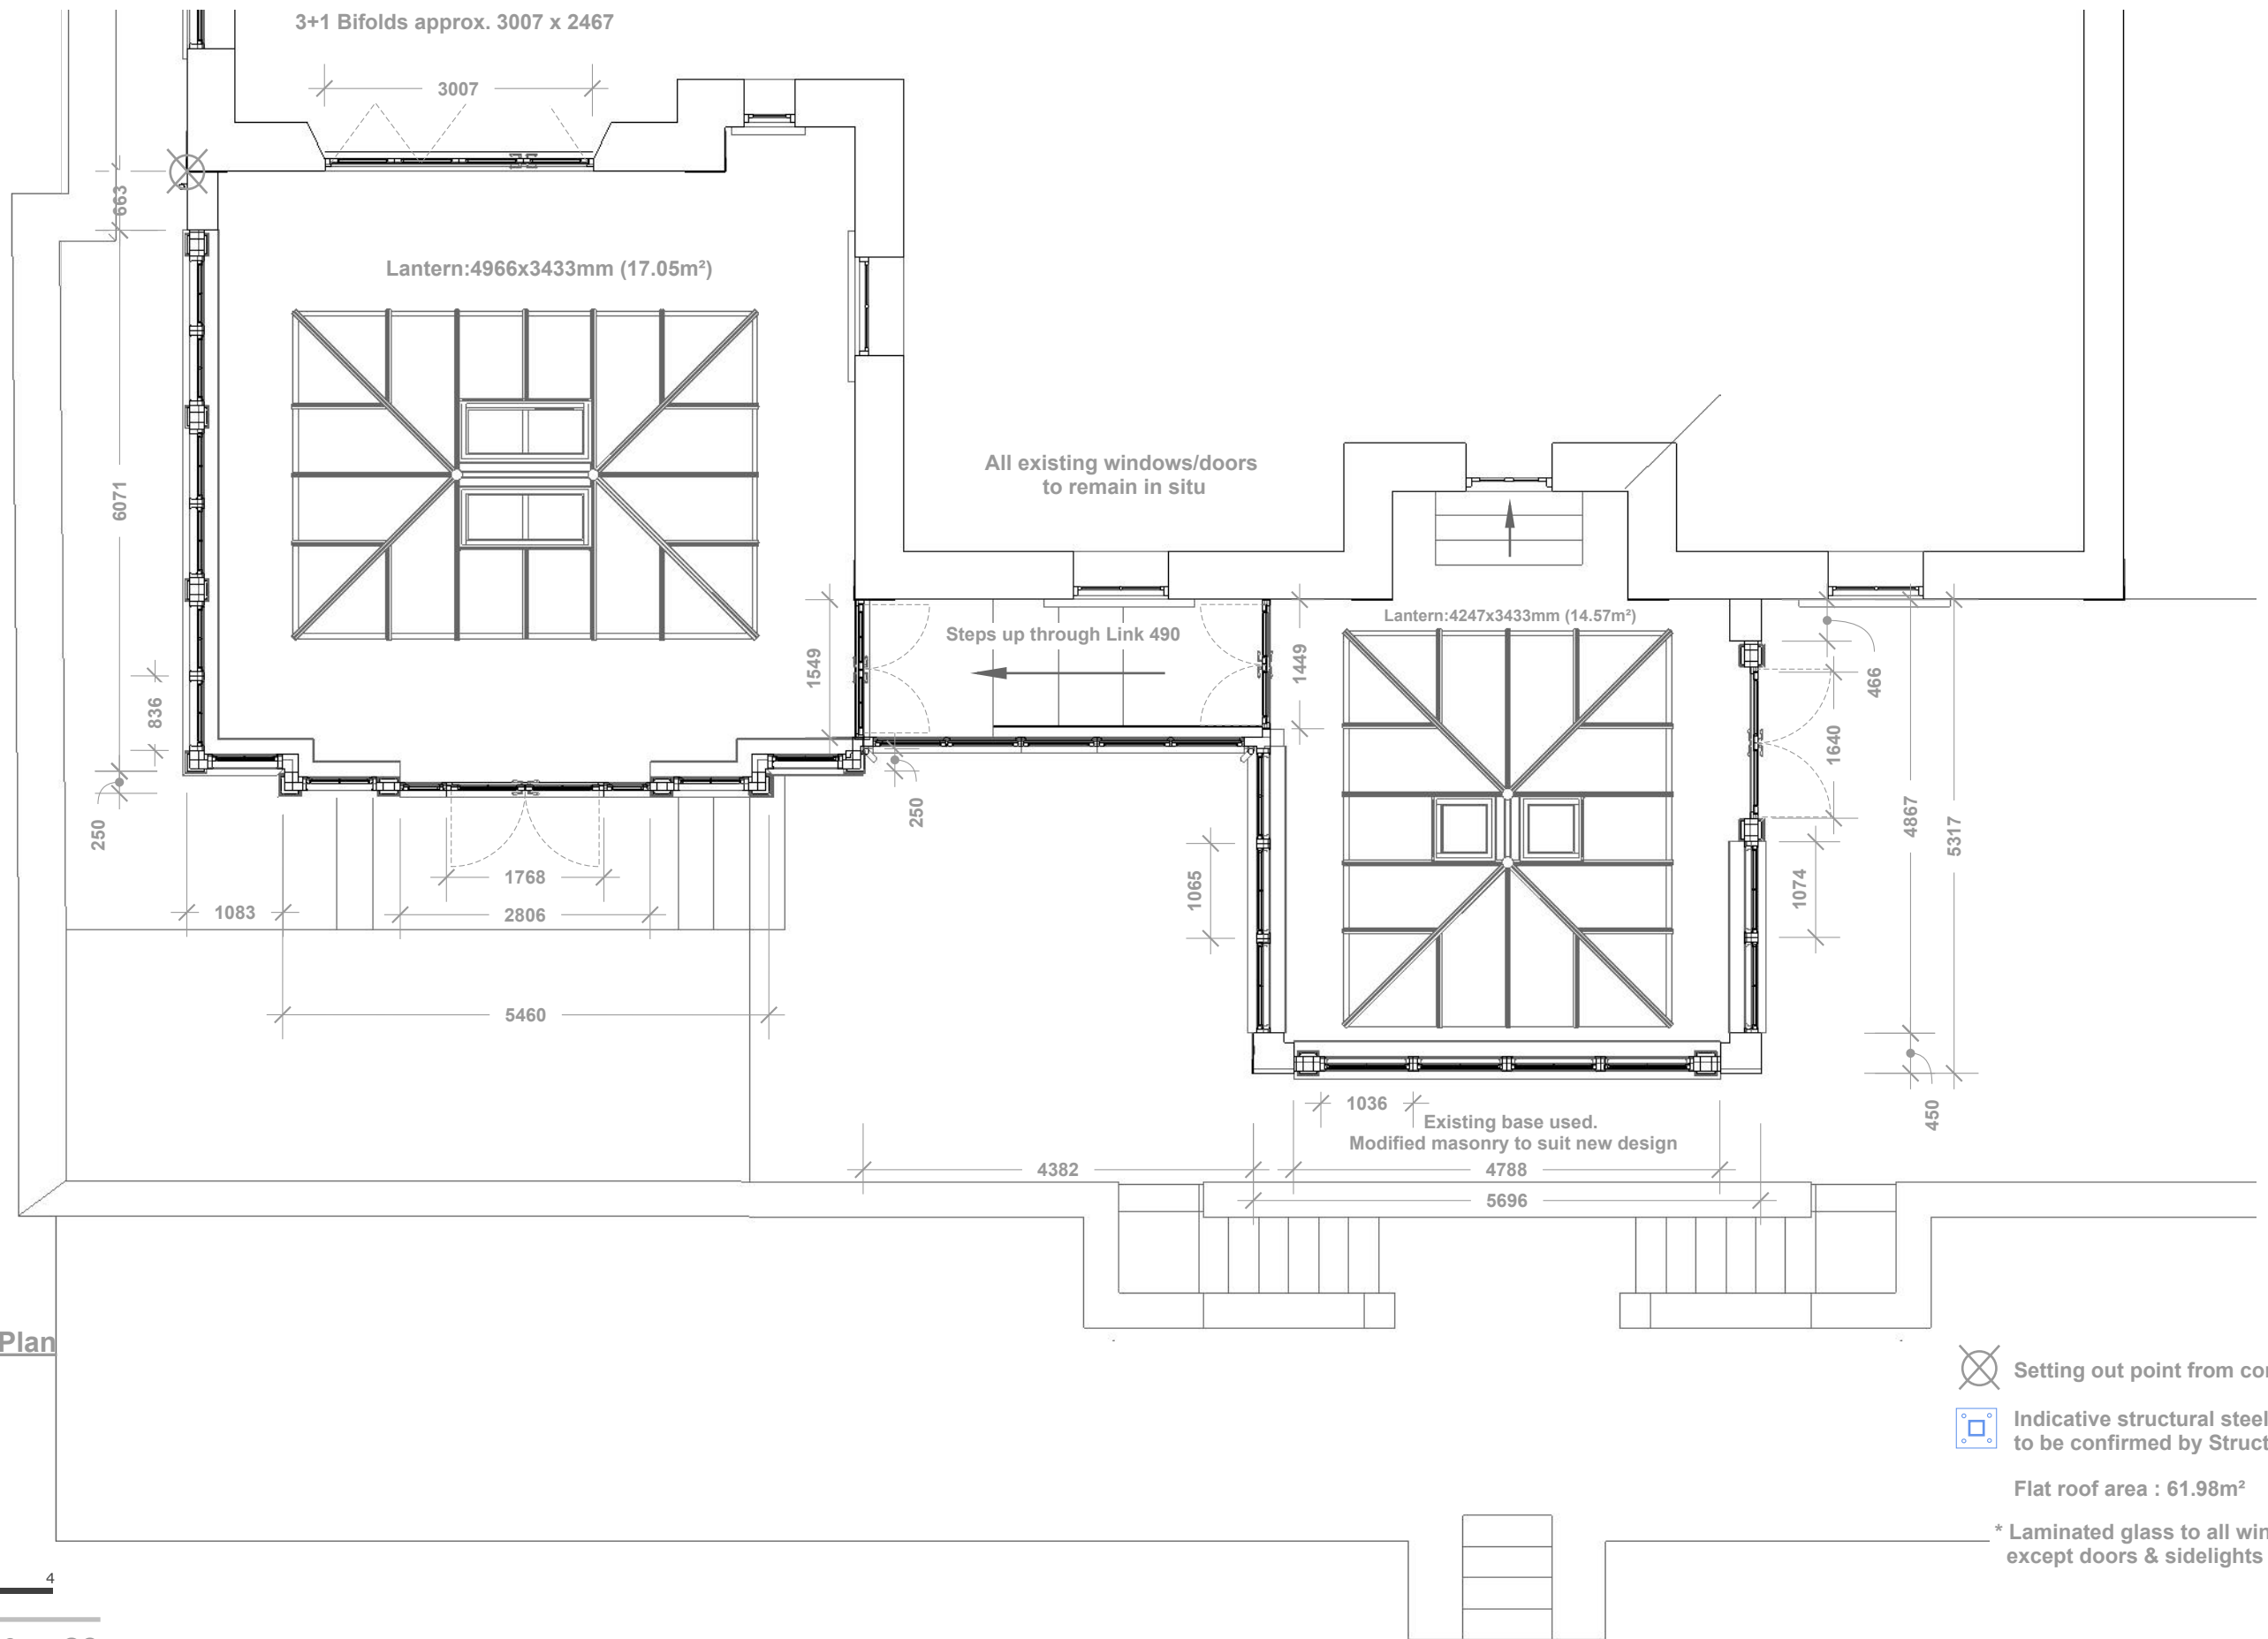 3+1 Bifolds approx. 3007 x 2467
3007
663
Lantern:4966x3433mm (17.05m²)
6071
836
250
All existing windows/doors
to remain in situ
Steps up through Link 490
1549
1449
250
Lantern:4247x3433mm (14.57m²)
466
1640
4867
5317
1074
1065
450
1768
1083
2806
5460
1036
Existing base used.
Modified masonry to suit new design
4382
4788
5696
Plan
Setting out point from
Indicative structural steel
to be confirmed by
Flat roof area : 61.98m²
* Laminated glass to all
except doors & sidelights
4